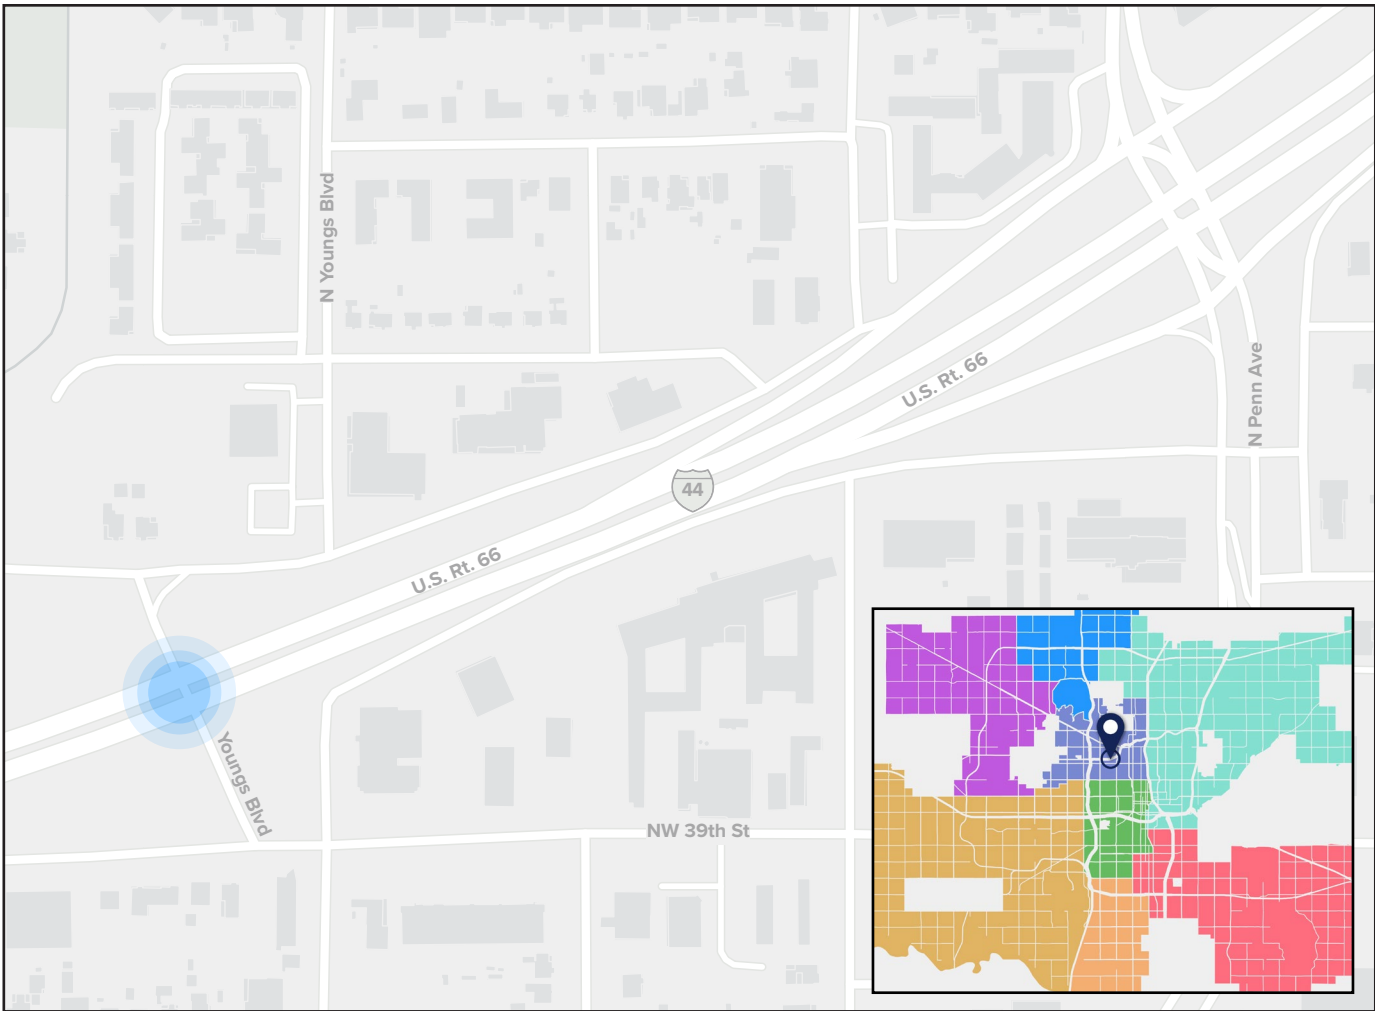 N Youngs Blvd
U.S. Rt. 66
N Penn Ave
44
U.S. Rt. 66
Youngs Blvd
NW 39th St